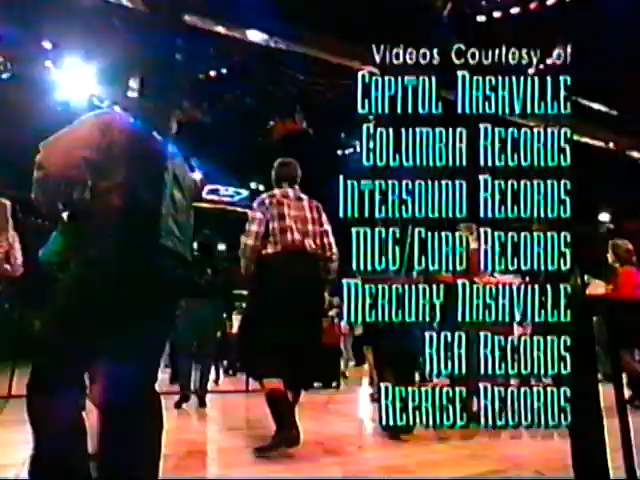 Videos Courtesy of
Capitol Nashville
Columbia Records
Intersound Records
MCG/Curb Records
Mercury Nashville
RCA Records
Reprise Records